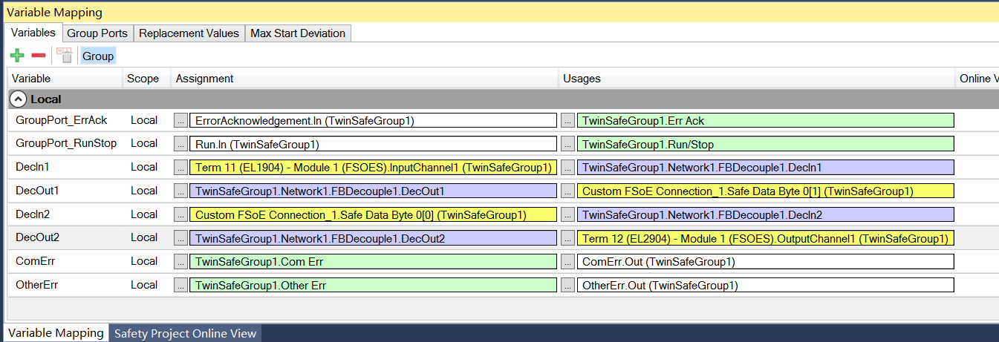 Variable Mapping
Variables Group Ports Replacement Values Max Start Deviation
Group
Variable Scope Assignment Usages Online V
Local
GroupPort_ErrAck Local ... ErrorAcknowledgement.In (TwinSafeGroup1) ... TwinSafeGroup1.Err Ack
GroupPort_RunStop Local ... Run.In (TwinSafeGroup1) ... TwinSafeGroup1.Run/Stop
DecIn1 Local ... Term 11 (EL1904) - Module 1 (FSOES).InputChannel1 (TwinSafeGroup1) ... TwinSafeGroup1.Network1.FBDecouple1.DecIn1
DecOut1 Local ... TwinSafeGroup1.Network1.FBDecouple1.DecOut1 ... Custom FSoE Connection_1.Safe Data Byte 0[1] (TwinSafeGroup1)
DecIn2 Local ... Custom FSoE Connection_1.Safe Data Byte 0[0] (TwinSafeGroup1) ... TwinSafeGroup1.Network1.FBDecouple1.DecIn2
DecOut2 Local ... TwinSafeGroup1.Network1.FBDecouple1.DecOut2 ... Term 12 (EL2904) - Module 1 (FSOES).OutputChannel1 (TwinSafeGroup1)
ComErr Local ... TwinSafeGroup1.Com Err ... ComErr.Out (TwinSafeGroup1)
OtherErr Local ... TwinSafeGroup1.Other Err ... OtherErr.Out (TwinSafeGroup1)
Variable Mapping Safety Project Online View